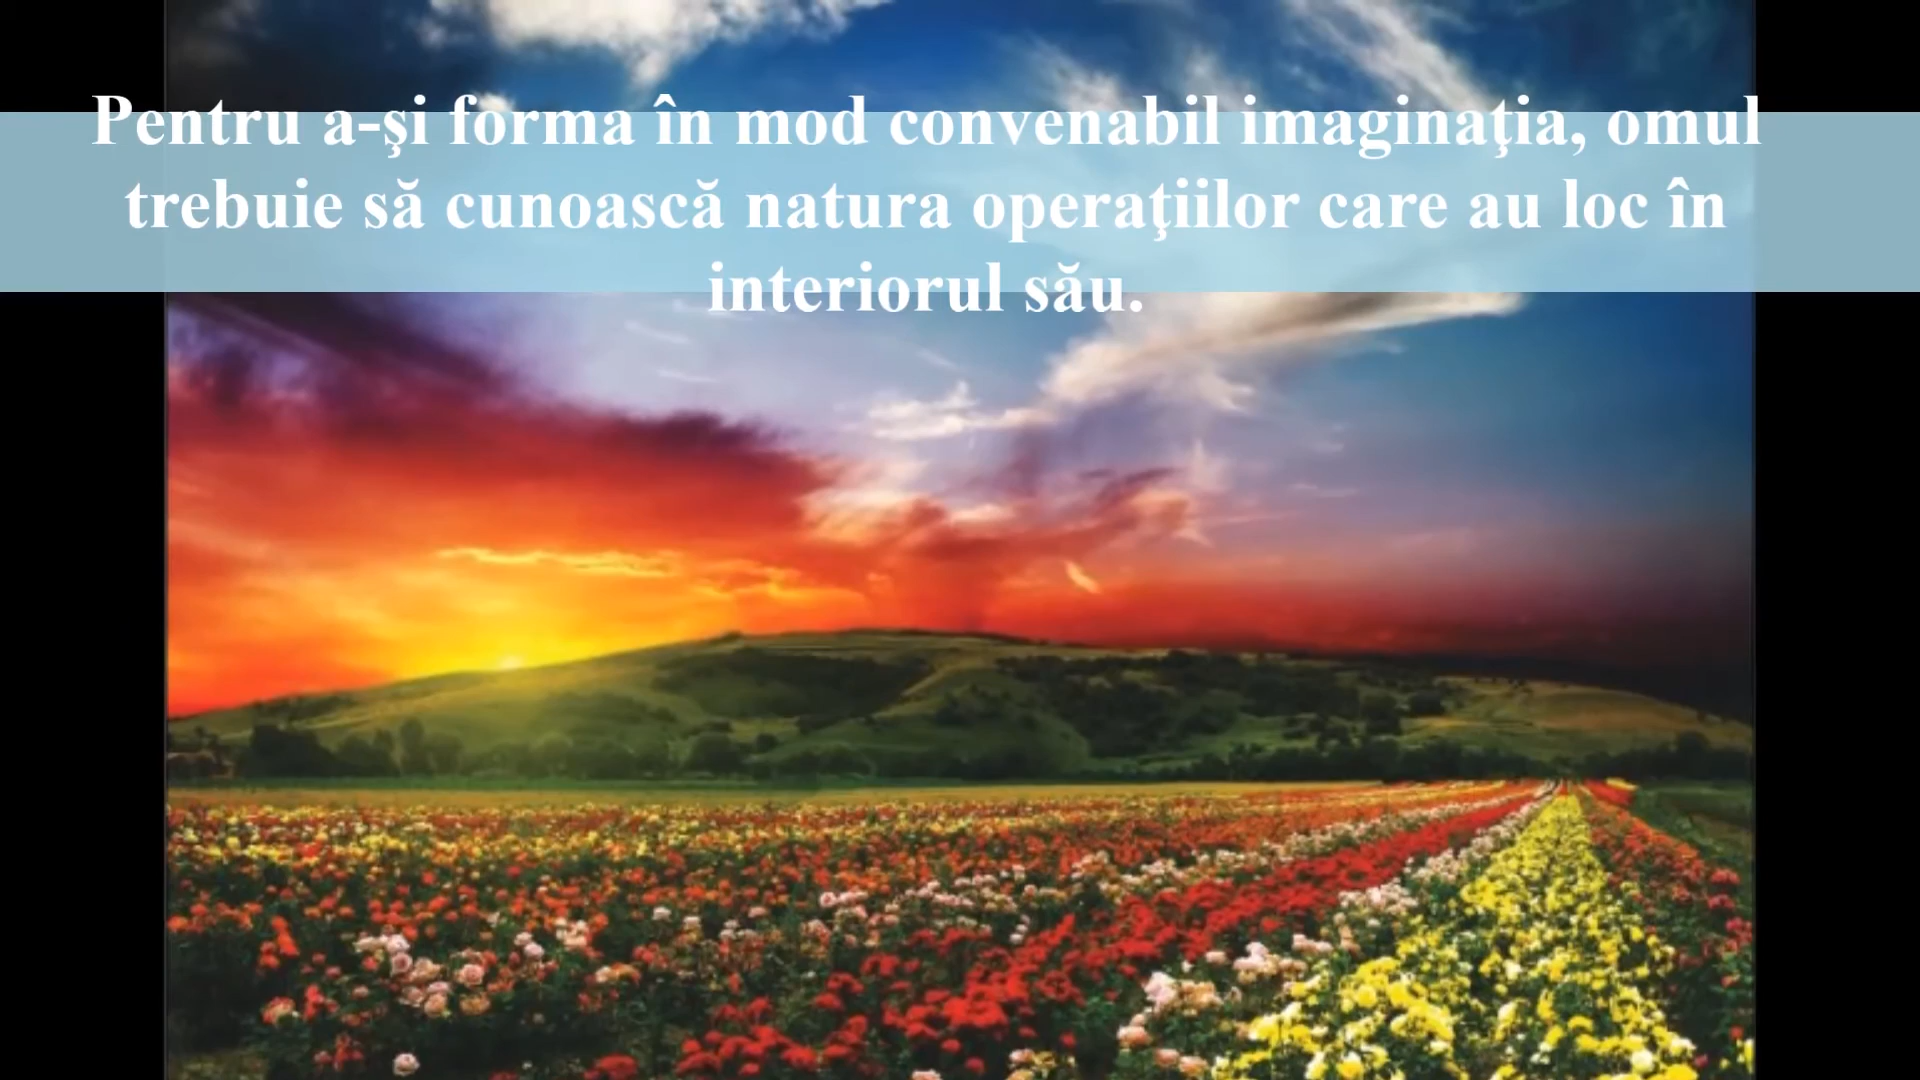 Pentru a-şi forma în mod convenabil imaginaţia, omul
trebuie să cunoască natura operaţiilor care au loc în
interiorul său.